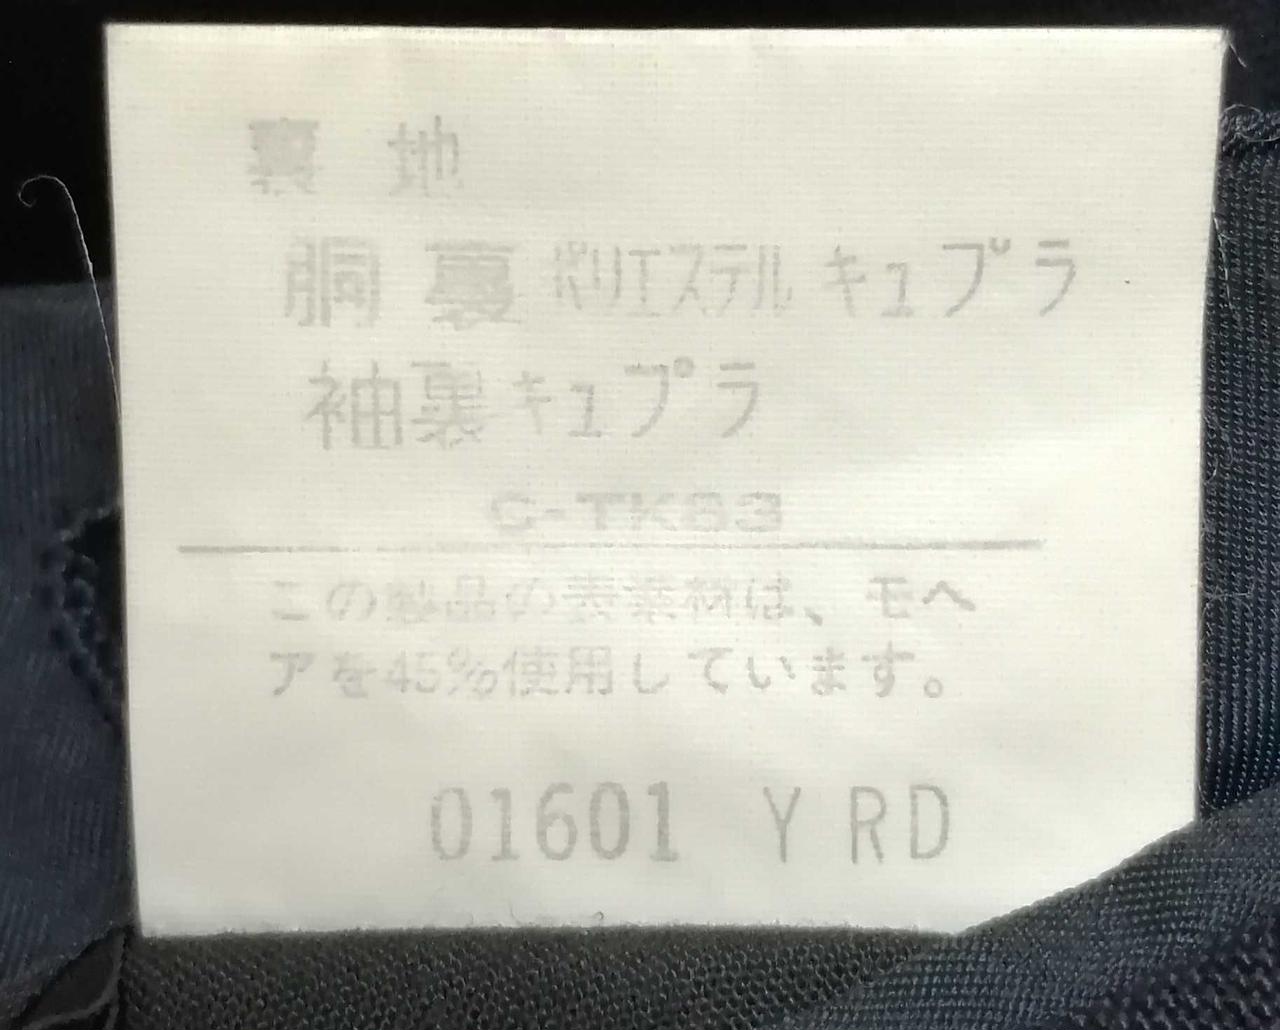 裏地
胴裏 ポリエステル キュプラ
袖裏 キュプラ
C-TK63
この製品の表素材は、モヘ
アを45%使用しています。
01601 Y RD